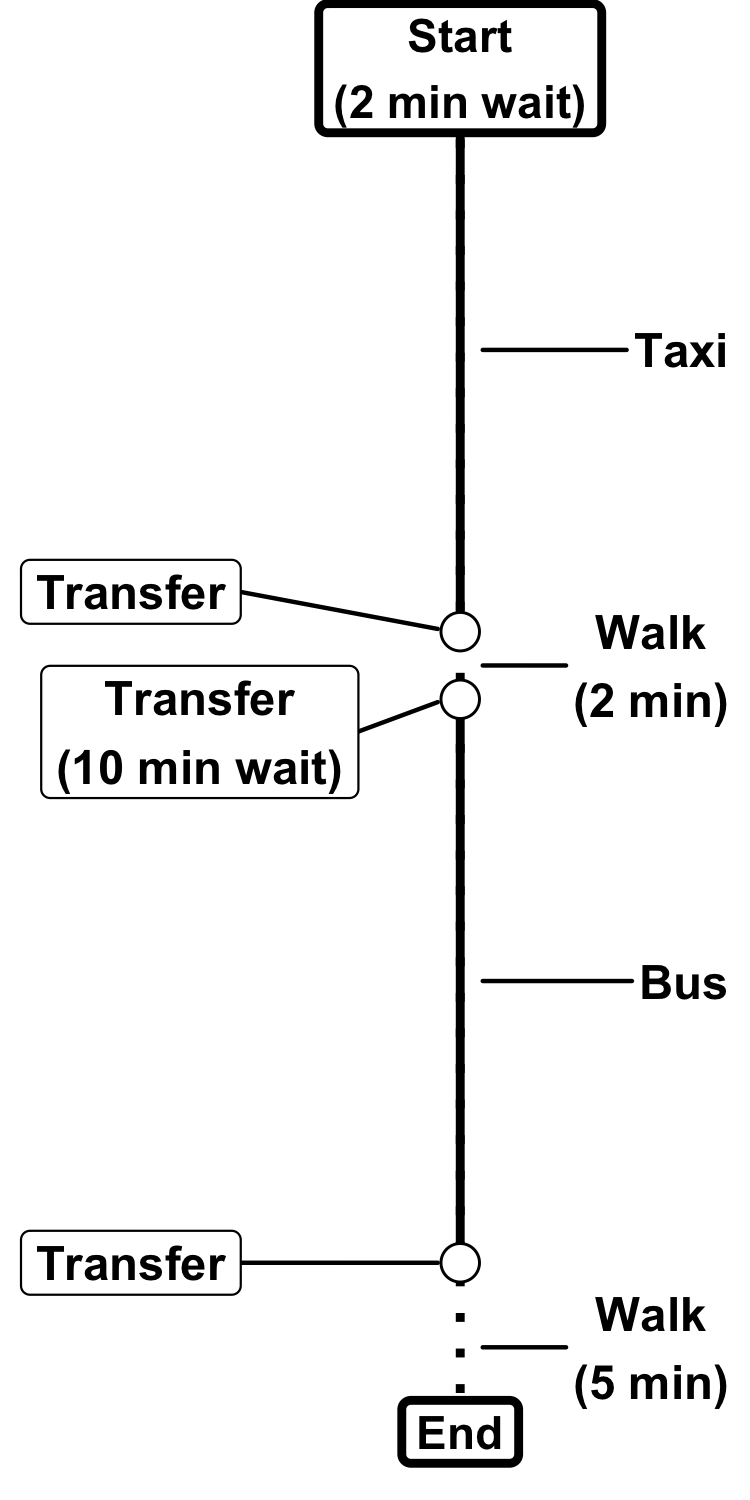 Start
(2 min wait)
Taxi
Transfer
Walk
(2 min)
Transfer
(10 min wait)
Bus
Transfer
Walk
(5 min)
End